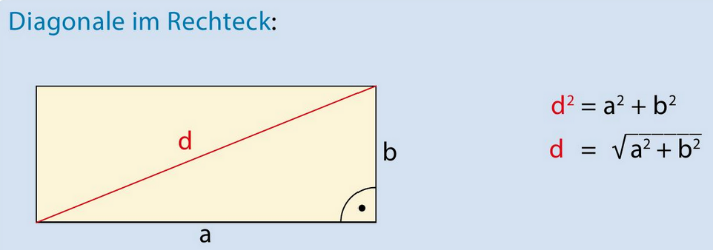 Diagonale im Rechteck:
d
b
a
d² = a² + b²
d = √a² + b²